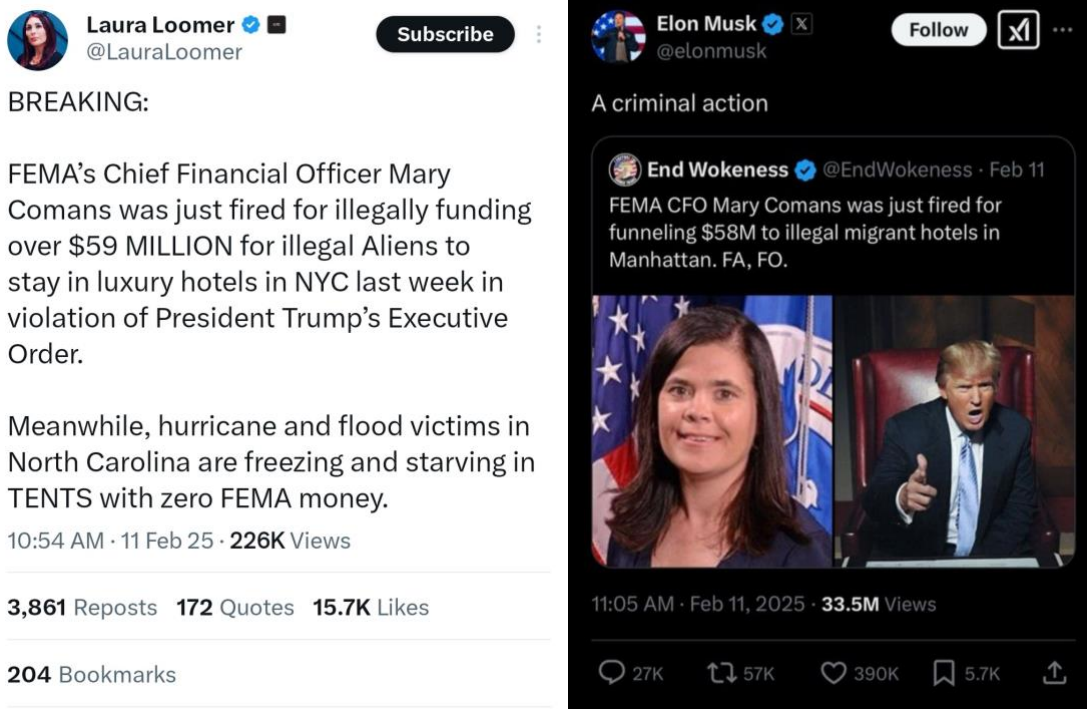 Laura Loomer
@LauraLoomer
Subscribe
BREAKING:
FEMA’s Chief Financial Officer Mary
Comans was just fired for illegally funding
over $59 MILLION for illegal Aliens to
stay in luxury hotels in NYC last week in
violation of President Trump’s Executive
Order.
Meanwhile, hurricane and flood victims in
North Carolina are freezing and starving in
TENTS with zero FEMA money.
10:54 AM · 11 Feb 25 · 226K Views
3,861 Reposts 172 Quotes 15.7K Likes
204 Bookmarks
Elon Musk
@elonmusk
Follow
A criminal action
End Wokeness @EndWokeness · Feb 11
FEMA CFO Mary Comans was just fired for
funneling $58M to illegal migrant hotels in
Manhattan. FA, FO.
11:05 AM · Feb 11, 2025 · 33.5M Views
27K 57K 390K 5.7K